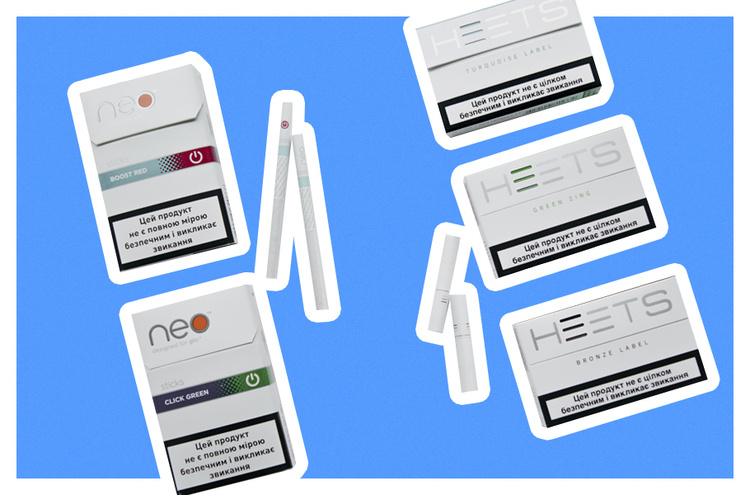 neo
sticks
BOOST RED
Цей продукт
не є повною мірою
безпечним і викликає
звикання
neo
designed for glo™
sticks
CLICK GREEN
Цей продукт
не є повною мірою
безпечним і викликає
звикання
HEETS
TURQUOISE LABEL
Цей продукт не є цілком
безпечним і викликає звикання
HEETS
GREEN ZING
Цей продукт не є цілком
безпечним і викликає звикання
HEETS
BRONZE LABEL
Цей продукт не є цілком
безпечним і викликає звикання